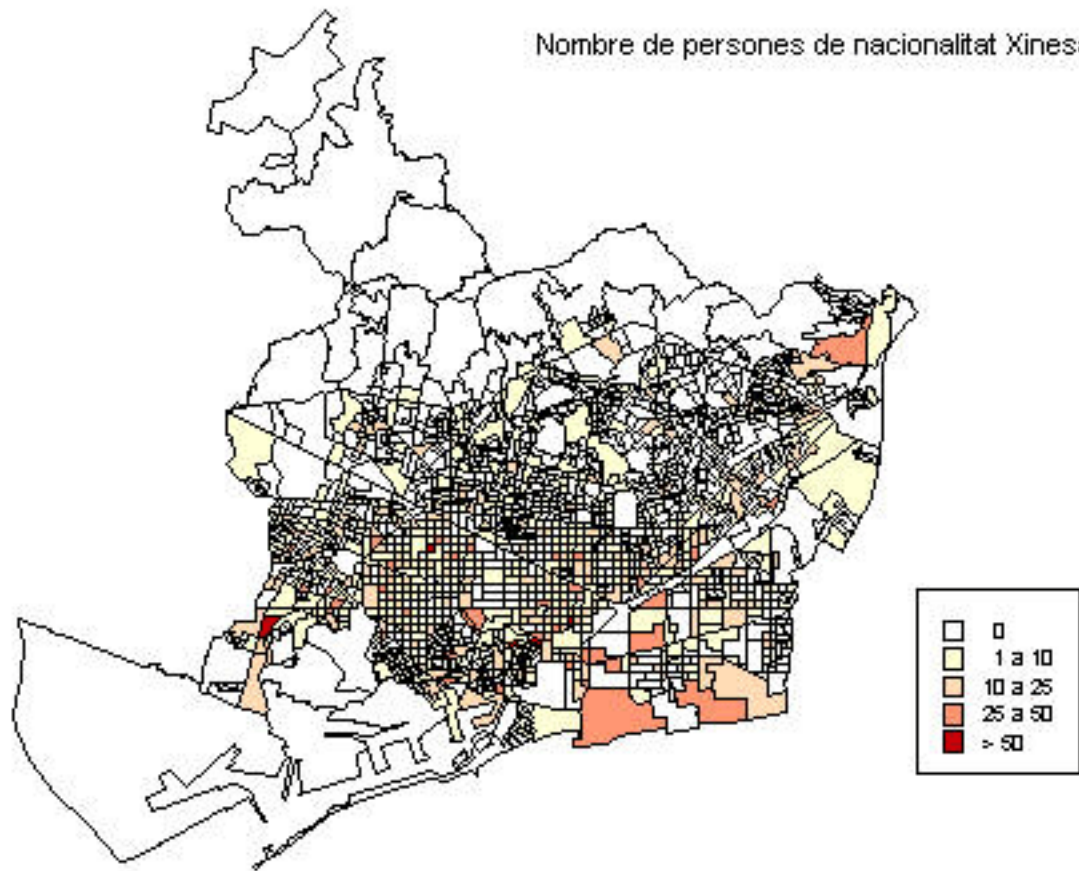 Nombre de persones de nacionalitat Xines
0
1 a 10
10 a 25
25 a 50
> 50